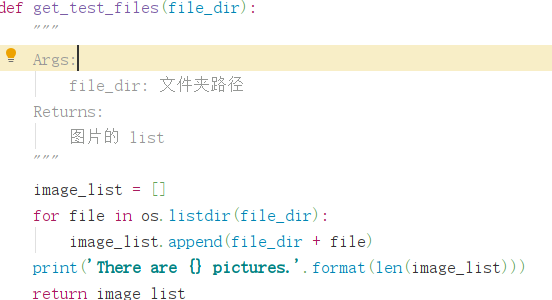 def get_test_files(file_dir):
"""
Args:
file_dir: 文件夹路径
Returns:
图片的 list
"""
image_list = []
for file in os.listdir(file_dir):
image_list.append(file_dir + file)
print('There are {} pictures.'.format(len(image_list)))
return image_list